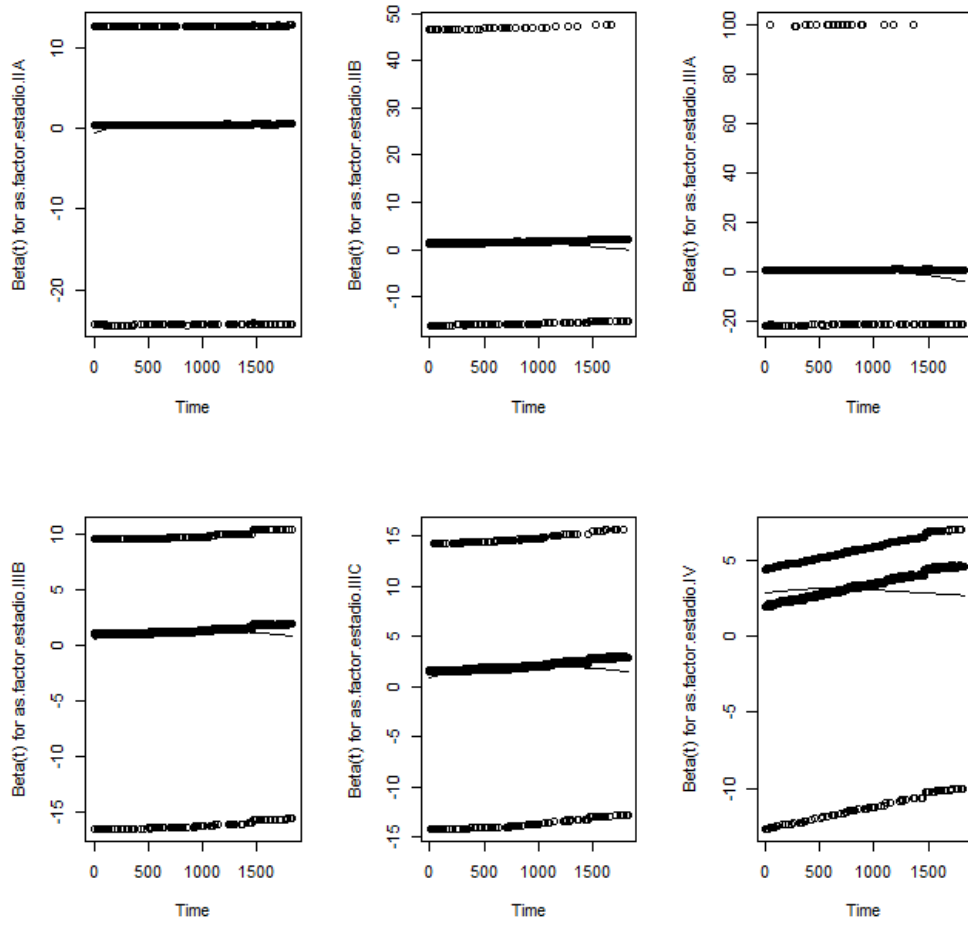 Beta(t) for as.factor.estadio.IIA
10
0
-10
-20
0 500 1000 1500
Time
Beta(t) for as.factor.estadio.IIB
50
40
30
20
10
0
-10
0 500 1000 1500
Time
Beta(t) for as.factor.estadio.IIIA
100
80
60
40
20
0
-20
0 500 1000 1500
Time
Beta(t) for as.factor.estadio.IIIB
10
5
0
-5
-10
-15
0 500 1000 1500
Time
Beta(t) for as.factor.estadio.IIIC
15
10
5
0
-5
-10
-15
0 500 1000 1500
Time
Beta(t) for as.factor.estadio.IV
5
0
-5
-10
0 500 1000 1500
Time